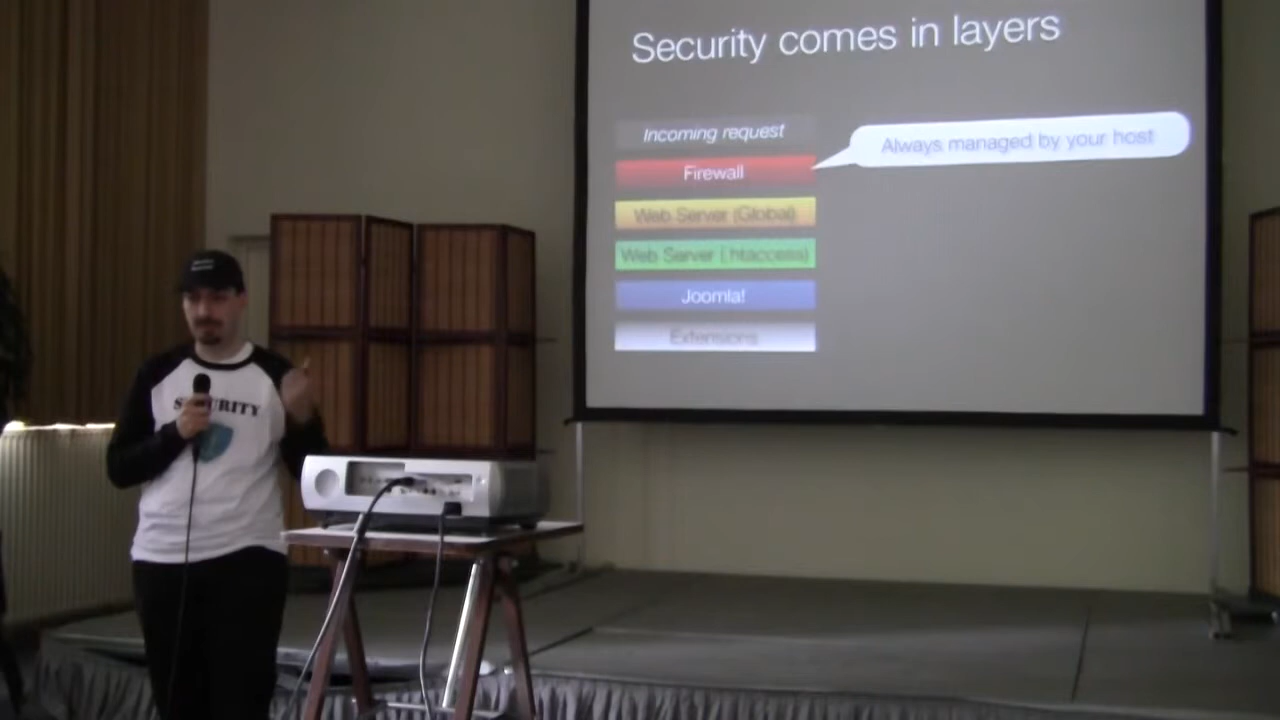 Security comes in layers
Incoming request
Always managed by your host
Firewall
Web Server (Global)
Web Server (.htaccess)
Joomla!
Extensions
SECURITY